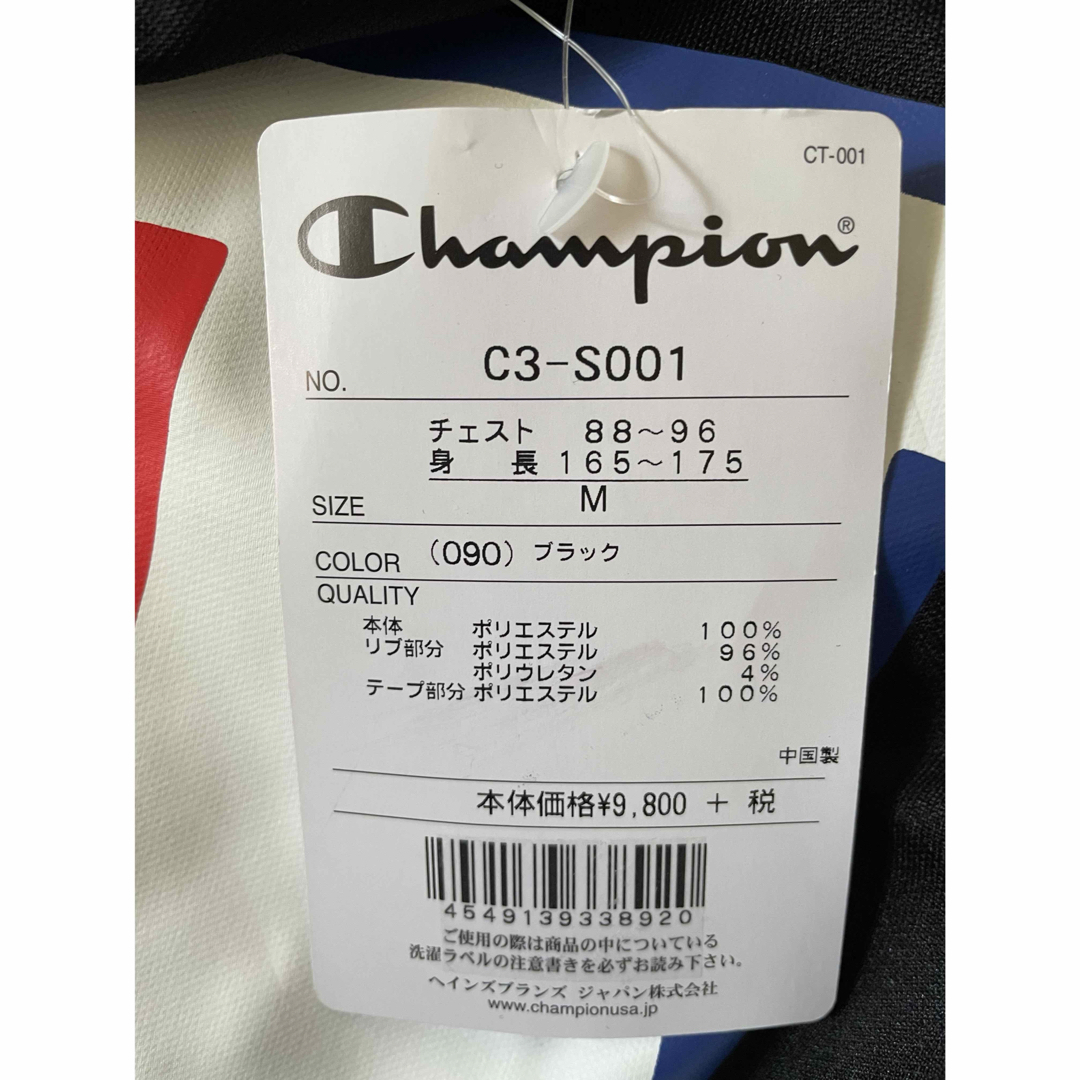 CT-001
Champion®
NO. C3-S001
チェスト 88~96
身長 165~175
SIZE M
COLOR (090) ブラック
QUALITY
本体 ポリエステル 100%
リブ部分 ポリエステル 96%
ポリウレタン 4%
テープ部分 ポリエステル 100%
中国製
本体価格¥9,800 + 税
4549139338920
ご使用の際は商品の中についている
洗濯ラベルの注意書きを必ずお読み下さい。
ヘインズブランズ ジャパン株式会社
www.championusa.jp